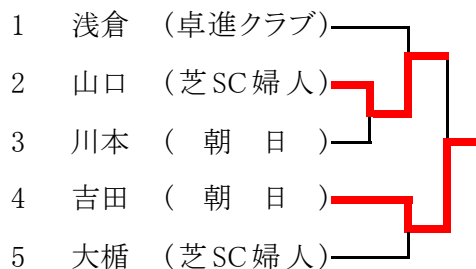 1 浅倉 (卓進クラブ)
2 山口 (芝SC婦人)
3 川本 ( 朝 日 )
4 吉田 ( 朝 日 )
5 大楯 (芝SC婦人)